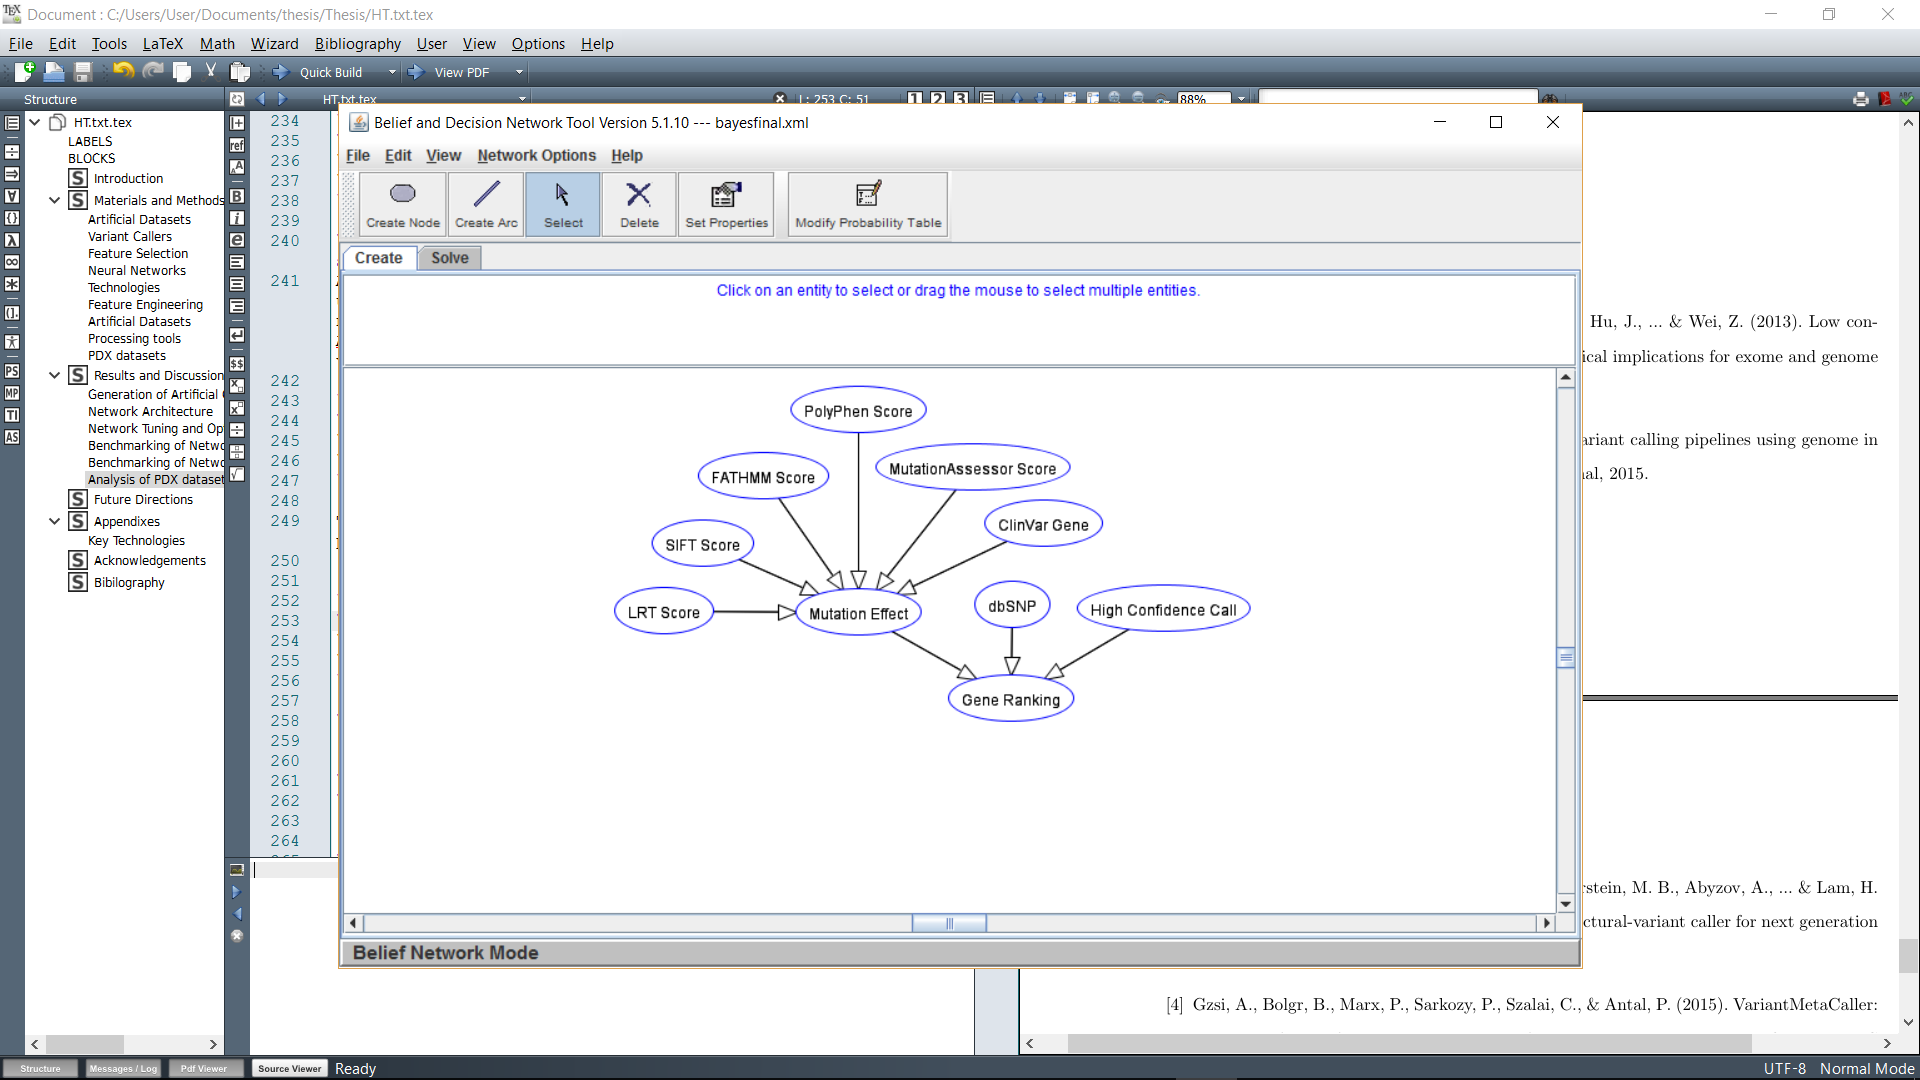 Document : C:/Users/User/Documents/thesis/Thesis/HT.txt.tex
File Edit Tools LaTeX Math Wizard Bibliography User View Options Help
Quick Build View PDF
Structure HT.txt.tex L: 253 C: 51 1 2 3 88%
HT.txt.tex
LABELS
BLOCKS
Introduction
Materials and Methods
Artificial Datasets
Variant Callers
Feature Selection
Neural Networks
Technologies
Feature Engineering
Artificial Datasets
Processing tools
PDX datasets
Results and Discussion
Generation of Artificial
Network Architecture
Network Tuning and Op
Benchmarking of Netwo
Benchmarking of Netwo
Analysis of PDX dataset
Future Directions
Appendixes
Key Technologies
Acknowledgements
Bibilography
234
235
236
237
238
239
240
241
242
243
244
245
246
247
248
249
250
251
252
253
254
255
256
257
258
259
260
261
262
263
264
Belief and Decision Network Tool Version 5.1.10 --- bayesfinal.xml
File Edit View Network Options Help
Create Node Create Arc Select Delete Set Properties Modify Probability Table
Create Solve
Click on an entity to select or drag the mouse to select multiple entities.
PolyPhen Score
MutationAssessor Score
FATHMM Score
ClinVar Gene
SIFT Score
LRT Score
Mutation Effect
dbSNP
High Confidence Call
Gene Ranking
Belief Network Mode
Hu, J., ... & Wei, Z. (2013). Low con-
ical implications for exome and genome
ariant calling pipelines using genome in
al, 2015.
rstein, M. B., Abyzov, A., ... & Lam, H.
ctural-variant caller for next generation
[4] Gzsi, A., Bolgr, B., Marx, P., Sarkozy, P., Szalai, C., & Antal, P. (2015). VariantMetaCaller:
Structure Messages / Log Pdf Viewer Source Viewer Ready UTF-8 Normal Mode